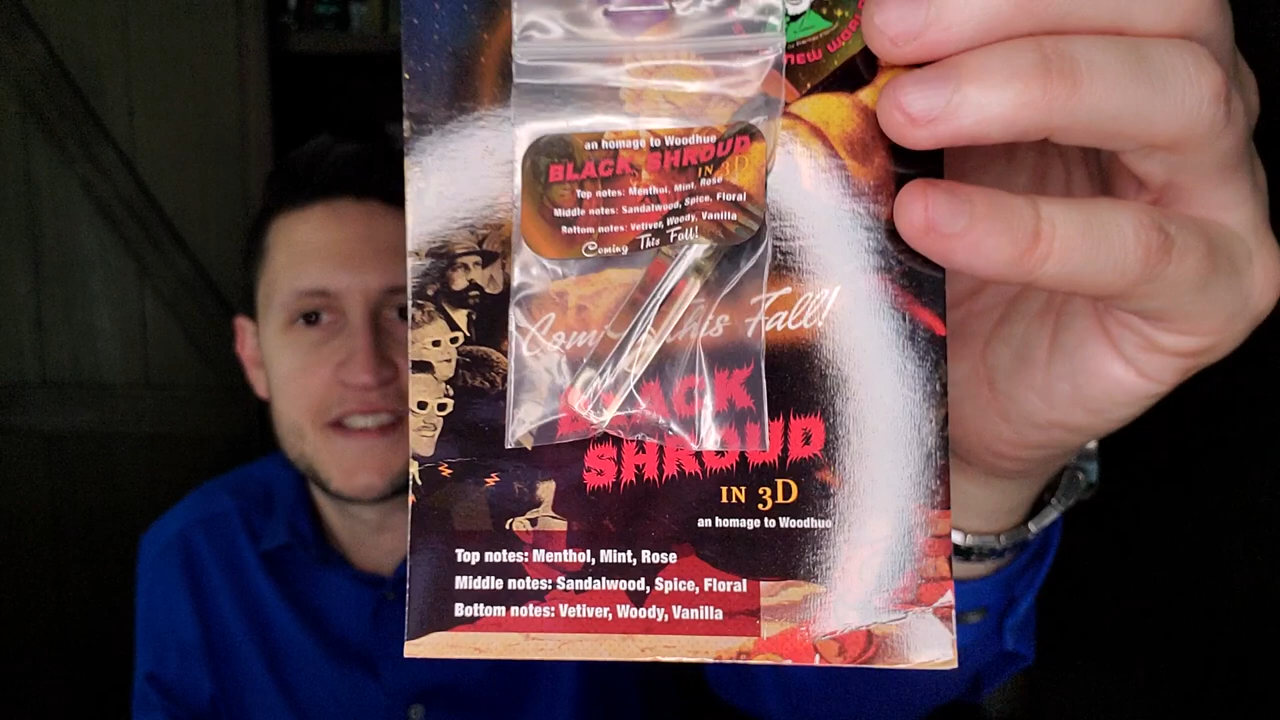 an homage to Woodhue
BLACK SHROUD
IN 3D
Top notes: Menthol, Mint, Rose
Middle notes: Sandalwood, Spice, Floral
Bottom notes: Vetiver, Woody, Vanilla
Coming This Fall!
This Fall!
BLACK
SHROUD
IN 3D
an homage to Woodhue
Top notes: Menthol, Mint, Rose
Middle notes: Sandalwood, Spice, Floral
Bottom notes: Vetiver, Woody, Vanilla